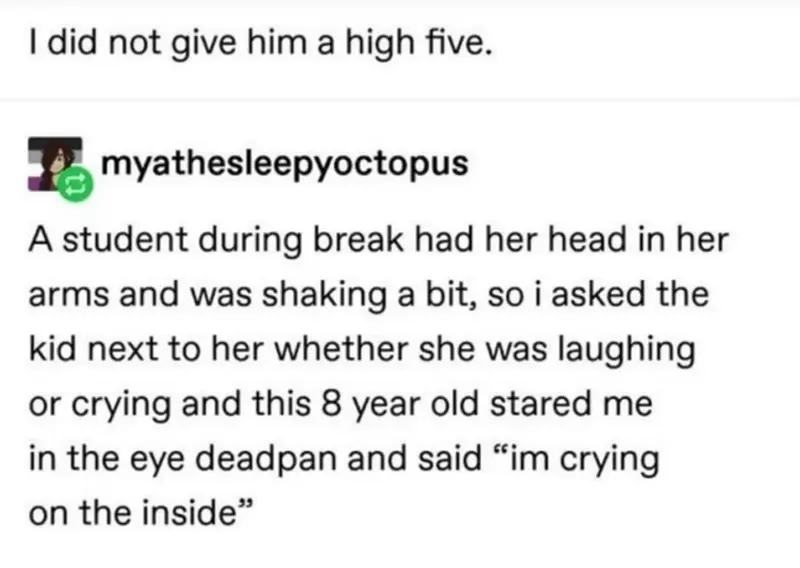 I did not give him a high five.
myathesleepyoctopus
A student during break had her head in her
arms and was shaking a bit, so i asked the
kid next to her whether she was laughing
or crying and this 8 year old stared me
in the eye deadpan and said “im crying
on the inside”